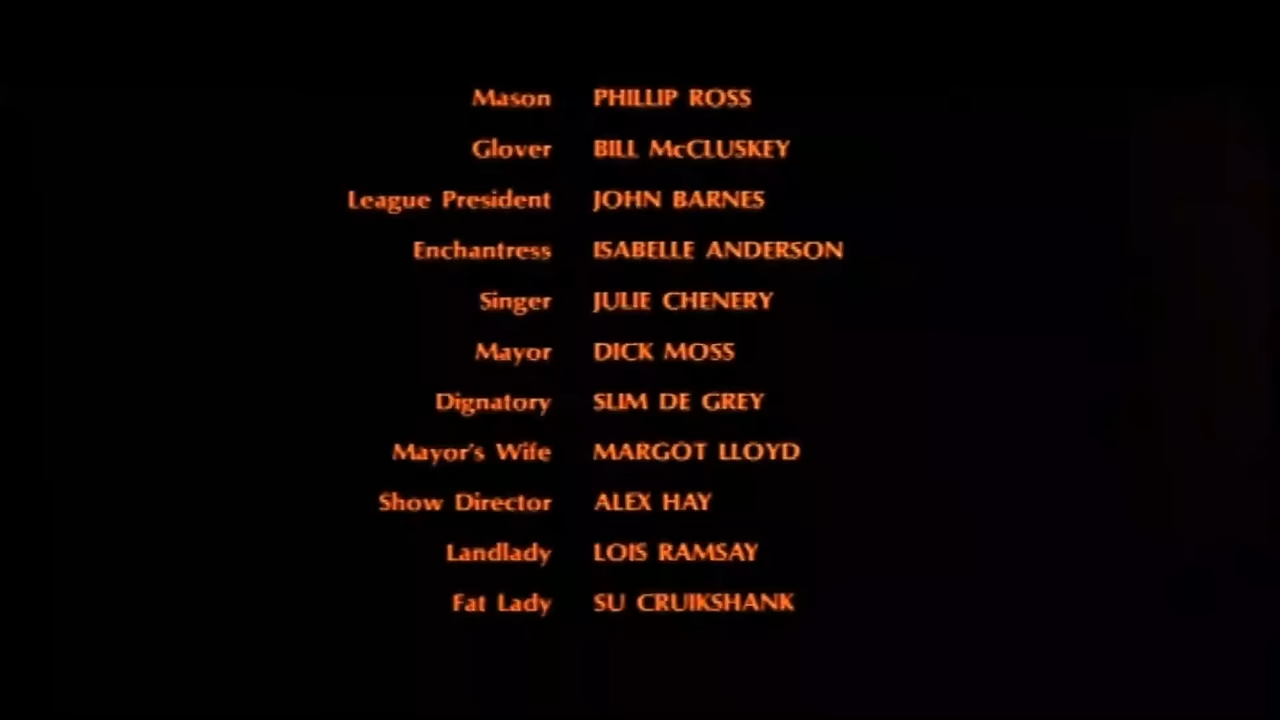 Mason PHILLIP ROSS
Glover BILL McCLUSKEY
League President JOHN BARNES
Enchantress ISABELLE ANDERSON
Singer JULIE CHENERY
Mayor DICK MOSS
Dignatory SLIM DE GREY
Mayor's Wife MARGOT LLOYD
Show Director ALEX HAY
Landlady LOIS RAMSAY
Fat Lady SU CRUIKSHANK